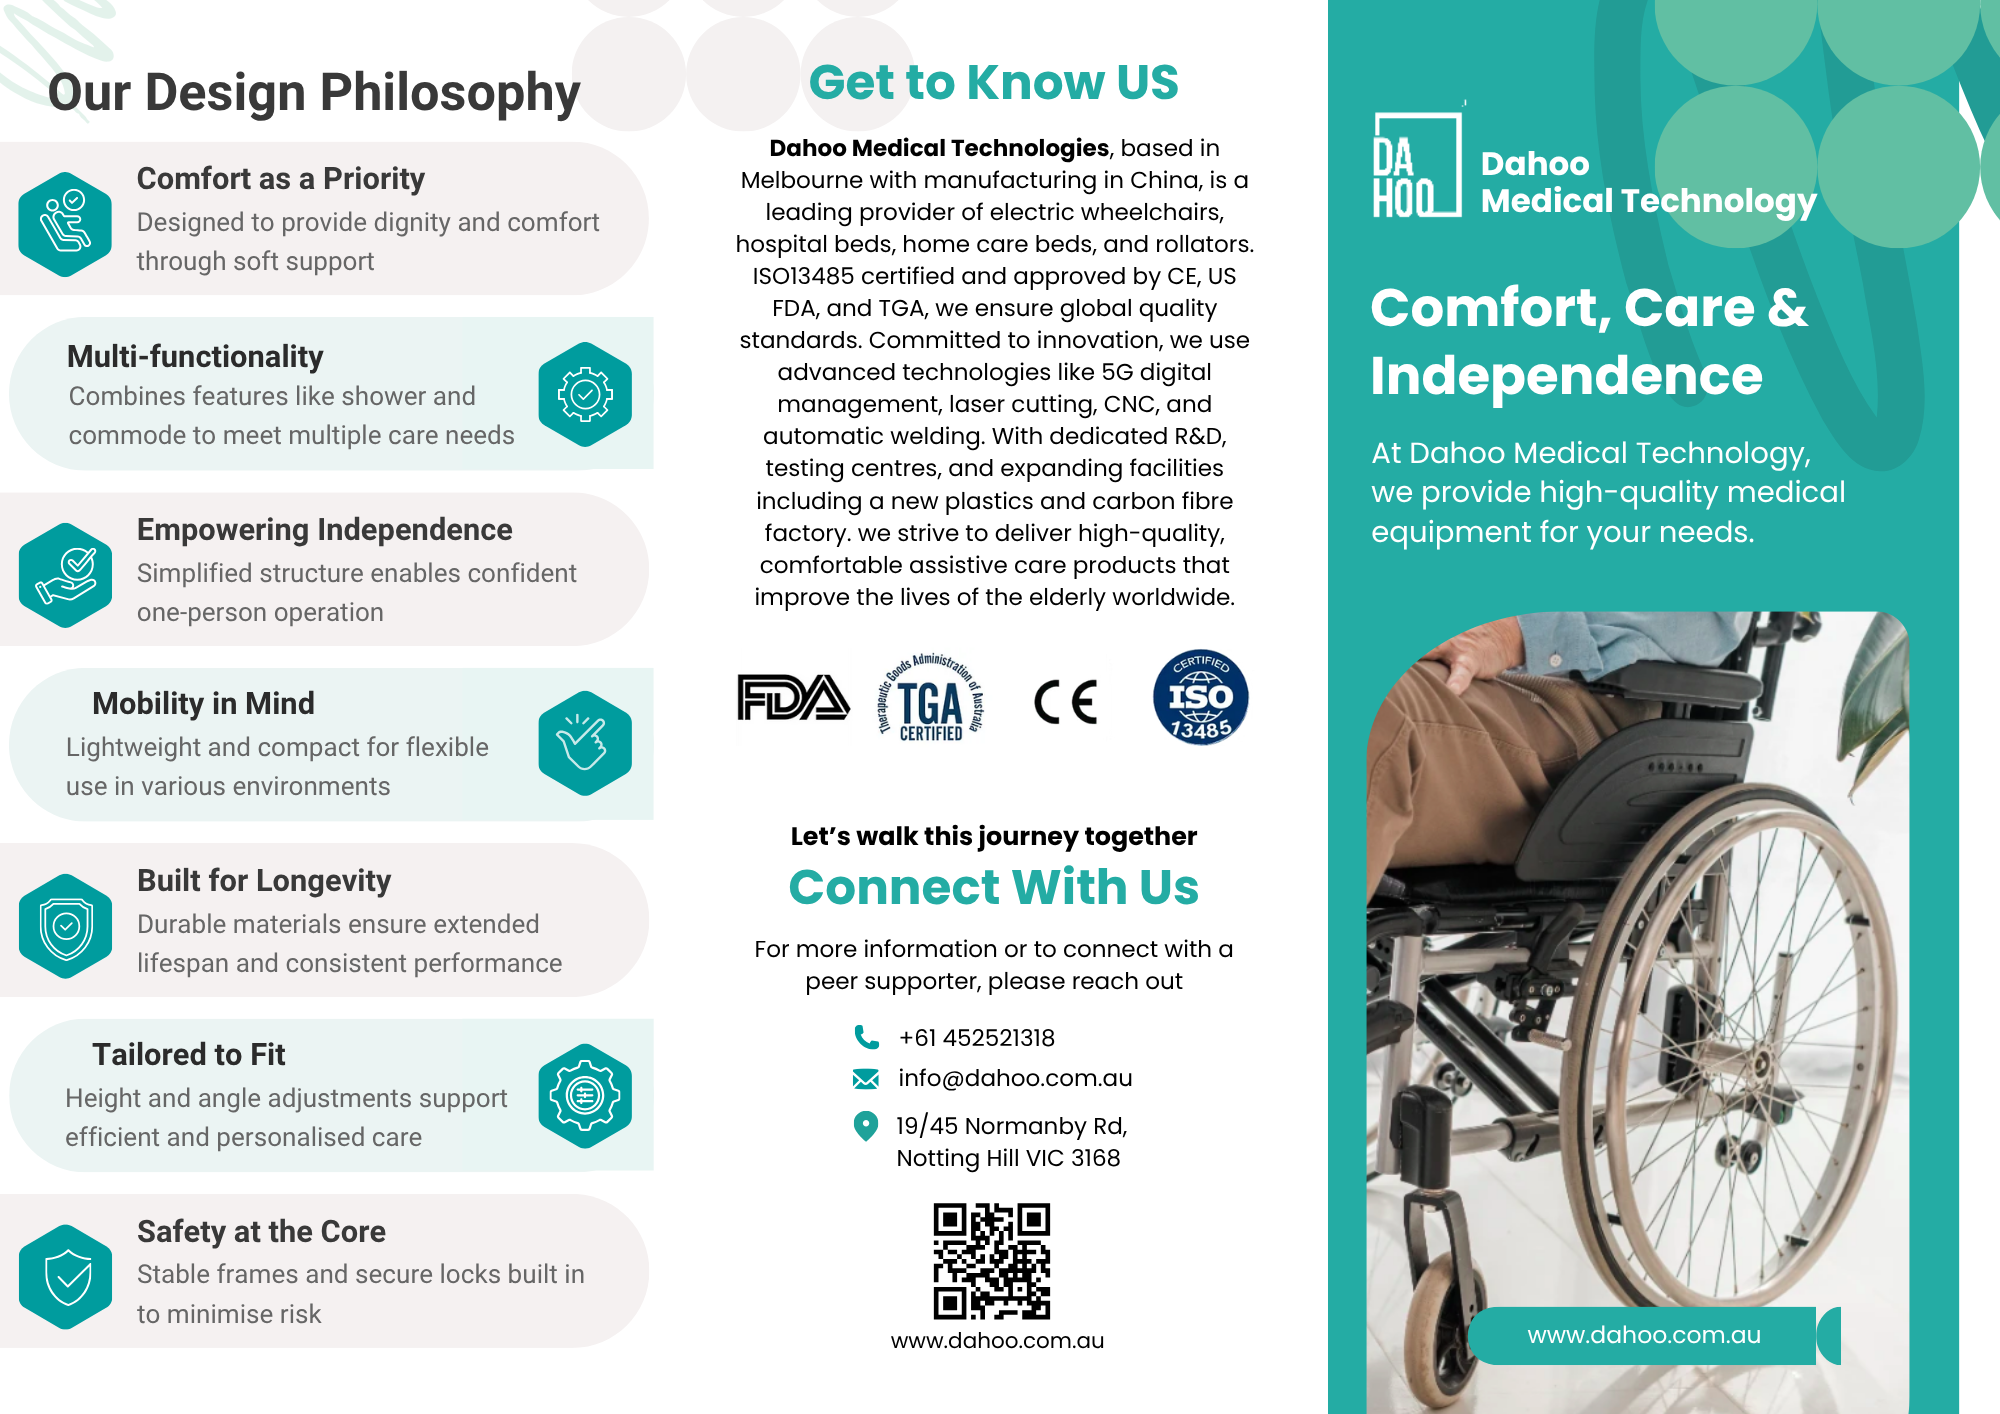 Our Design Philosophy
Comfort as a Priority
Designed to provide dignity and comfort
through soft support
Multi-functionality
Combines features like shower and
commode to meet multiple care needs
Empowering Independence
Simplified structure enables confident
one-person operation
Mobility in Mind
Lightweight and compact for flexible
use in various environments
Built for Longevity
Durable materials ensure extended
lifespan and consistent performance
Tailored to Fit
Height and angle adjustments support
efficient and personalised care
Safety at the Core
Stable frames and secure locks built in
to minimise risk
Get to Know US
Dahoo Medical Technologies, based in
Melbourne with manufacturing in China, is a
leading provider of electric wheelchairs,
hospital beds, home care beds, and rollators.
ISO13485 certified and approved by CE, US
FDA, and TGA, we ensure global quality
standards. Committed to innovation, we use
advanced technologies like 5G digital
management, laser cutting, CNC, and
automatic welding. With dedicated R&D,
testing centres, and expanding facilities
including a new plastics and carbon fibre
factory. we strive to deliver high-quality,
comfortable assistive care products that
improve the lives of the elderly worldwide.
FDA
Therapeutic Goods Administration of Australia
TGA
CERTIFIED
CE
CERTIFIED
ISO
13485
Let's walk this journey together
Connect With Us
For more information or to connect with a
peer supporter, please reach out
+61 452521318
info@dahoo.com.au
19/45 Normanby Rd,
Notting Hill VIC 3168
www.dahoo.com.au
DA
HOO
Dahoo
Medical Technology
Comfort, Care &
Independence
At Dahoo Medical Technology,
we provide high-quality medical
equipment for your needs.
www.dahoo.com.au